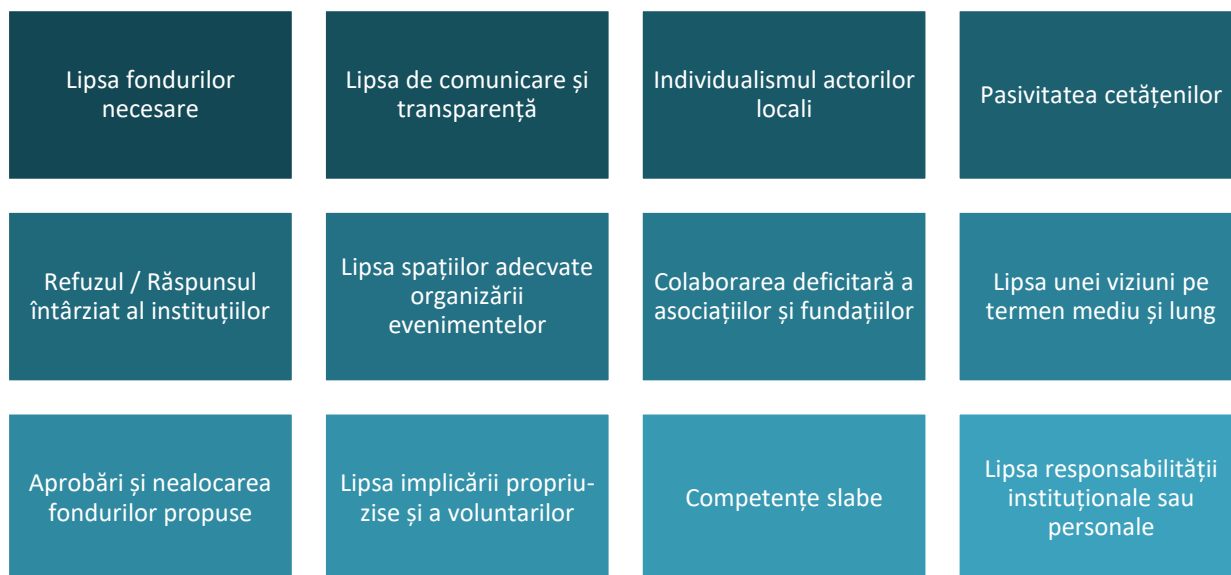 Lipsa fondurilor
necesare
Lipsa de comunicare și
transparență
Individualismul actorilor
locali
Pasivitatea cetățenilor
Refuzul / Răspunsul
întârziat al instituțiilor
Lipsa spațiilor adecvate
organizării
evenimentelor
Colaborarea deficitară a
asociațiilor și fundațiilor
Lipsa unei viziuni pe
termen mediu și lung
Aprobări și nealocarea
fondurilor propuse
Lipsa implicării propriu-
zise și a voluntarilor
Competențe slabe
Lipsa responsabilității
instituționale sau
personale